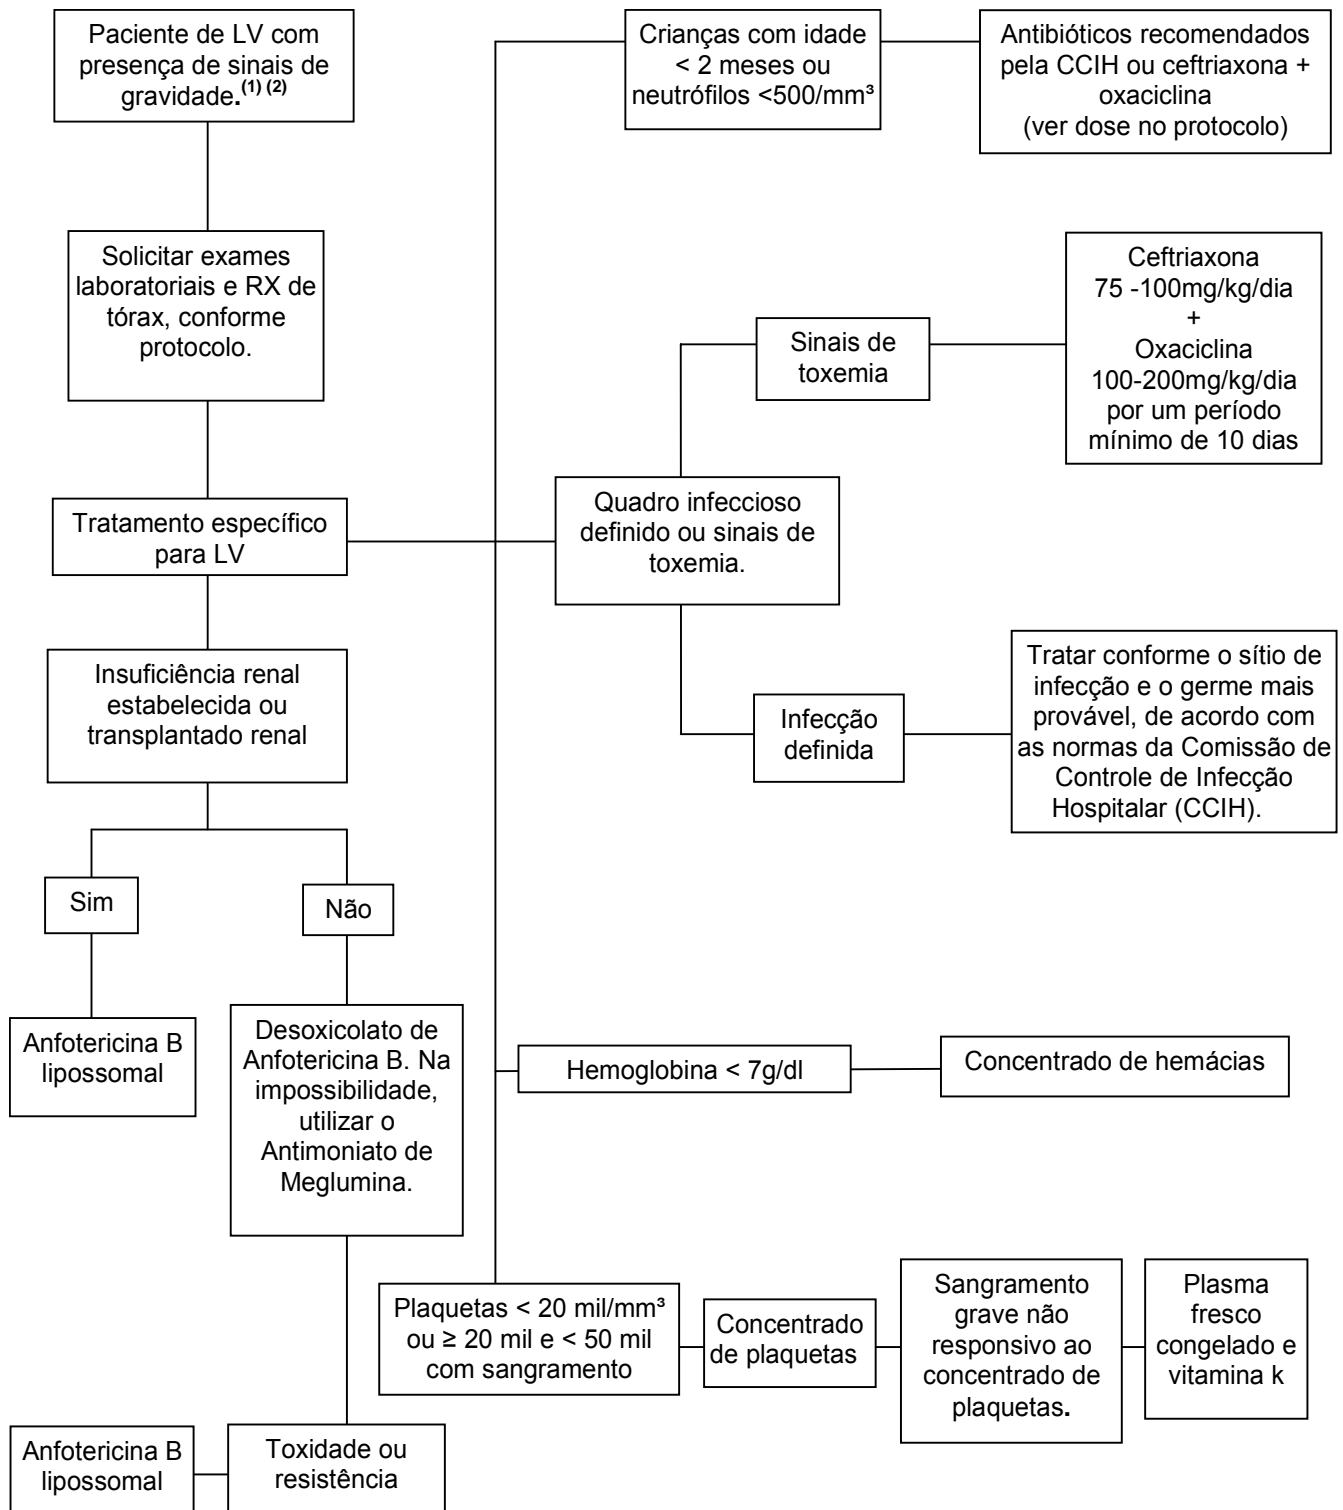 Paciente de LV com
presença de sinais de
gravidade.(1) (2)
Solicitar exames
laboratoriais e RX de
tórax, conforme
protocolo.
Tratamento específico
para LV
Insuficiência renal
estabelecida ou
transplantado renal
Sim
Não
Anfotericina B
lipossomal
Desoxicolato de
Anfotericina B. Na
impossibilidade,
utilizar o
Antimoniato de
Meglumina.
Toxidade ou
resistência
Anfotericina B
lipossomal
Crianças com idade
< 2 meses ou
neutrófilos <500/mm³
Antibióticos recomendados
pela CCIH ou ceftriaxona +
oxaciclina
(ver dose no protocolo)
Quadro infeccioso
definido ou sinais de
toxemia.
Sinais de
toxemia
Ceftriaxona
75 -100mg/kg/dia
+
Oxaciclina
100-200mg/kg/dia
por um período
mínimo de 10 dias
Infecção
definida
Tratar conforme o sítio de
infecção e o germe mais
provável, de acordo com
as normas da Comissão de
Controle de Infecção
Hospitalar (CCIH).
Hemoglobina < 7g/dl
Concentrado de hemácias
Plaquetas < 20 mil/mm³
ou ≥ 20 mil e < 50 mil
com sangramento
Concentrado
de plaquetas
Sangramento
grave não
responsivo ao
concentrado de
plaquetas.
Plasma
fresco
congelado e
vitamina k